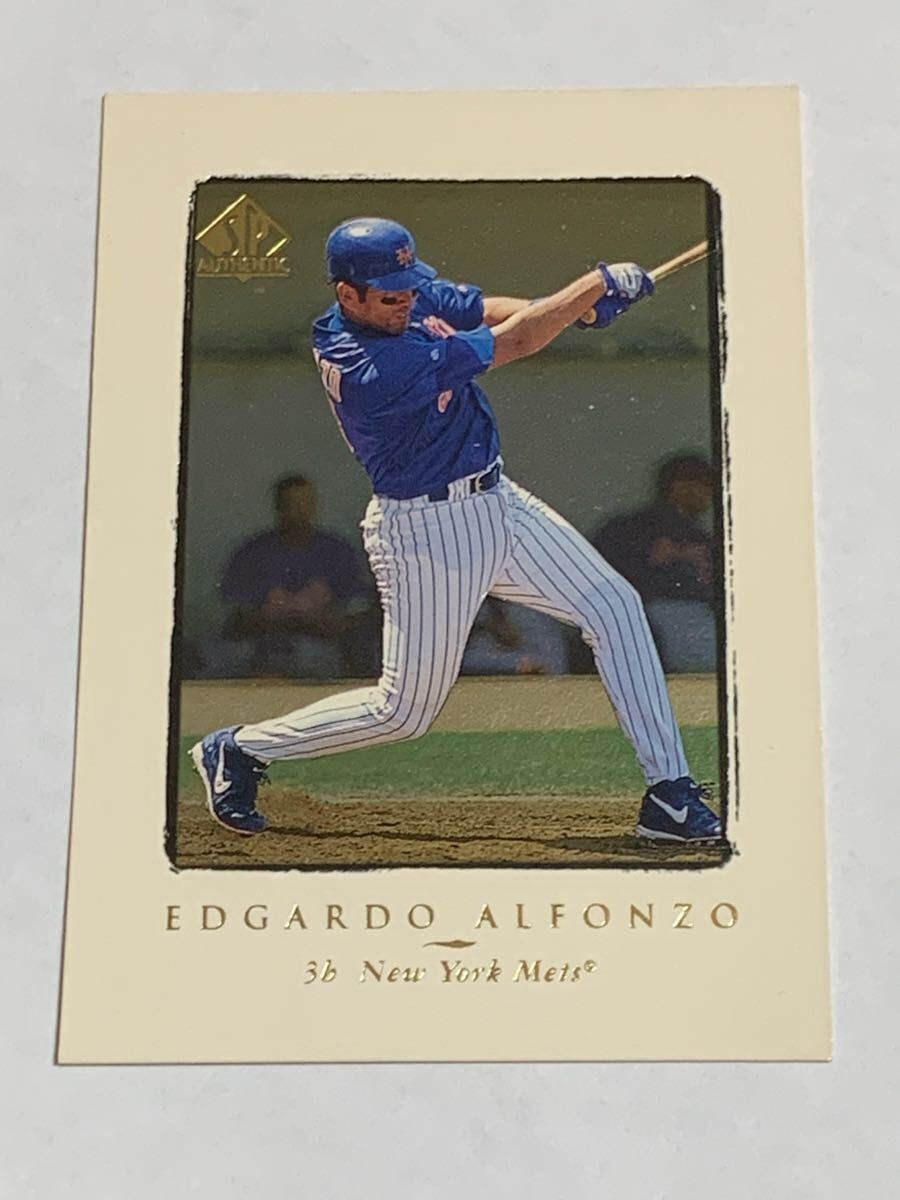 SP
AUTHENTIC
EDGARDO ALFONZO
3b New York Mets®